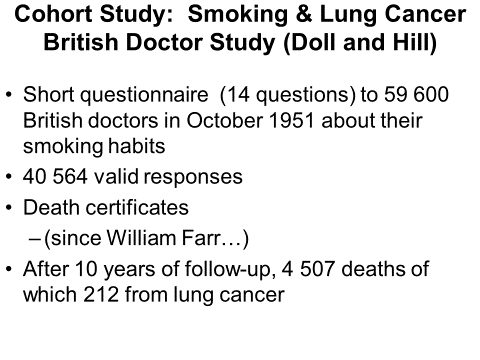 Cohort Study:  Smoking & Lung Cancer
British Doctor Study (Doll and Hill)
• Short questionnaire  (14 questions) to 59 600
British doctors in October 1951 about their
smoking habits
• 40 564 valid responses
• Death certificates
–(since William Farr…)
• After 10 years of follow-up, 4 507 deaths of
which 212 from lung cancer